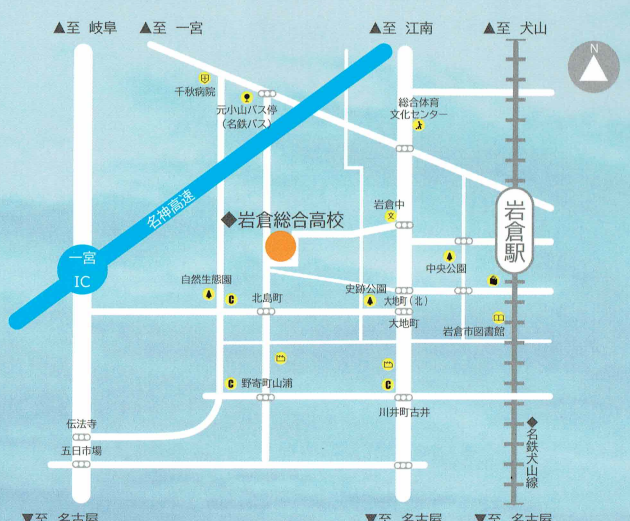 ▲至 岐阜
▲至 一宮
▲至 江南
▲至 犬山
N
千秋病院
元小山バス停
(名鉄バス)
総合体育
文化センター
名神高速
岩倉中
文
◆岩倉総合高校
岩倉駅
一宮
IC
中央公園
自然生態園
C
北島町
史跡公園
大地町(北)
大地町
岩倉市図書館
C
野寄町山浦
C
川井町古井
伝法寺
五日市場
◆名鉄犬山線
▼至 名古屋
▼至 名古屋
▼至 名古屋